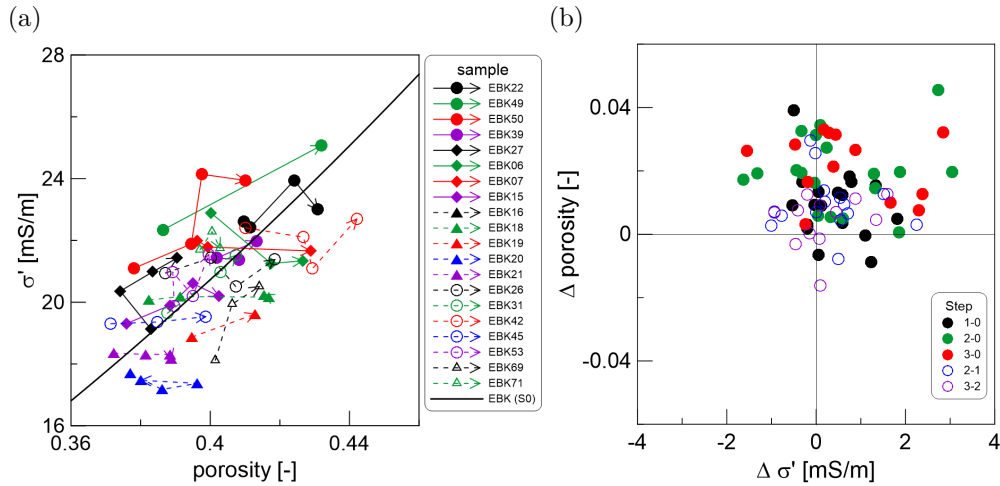 (a)
(b)
28
24
20
16
σ' [mS/m]
0.36
0.4
0.44
porosity [-]
sample
EBK22
EBK49
EBK50
EBK39
EBK27
EBK06
EBK07
EBK15
EBK16
EBK18
EBK19
EBK20
EBK21
EBK26
EBK31
EBK42
EBK45
EBK53
EBK69
EBK71
EBK (S0)
0.04
0
-0.04
Δ porosity [-]
-4
-2
0
2
4
Δ σ' [mS/m]
Step
1-0
2-0
3-0
2-1
3-2